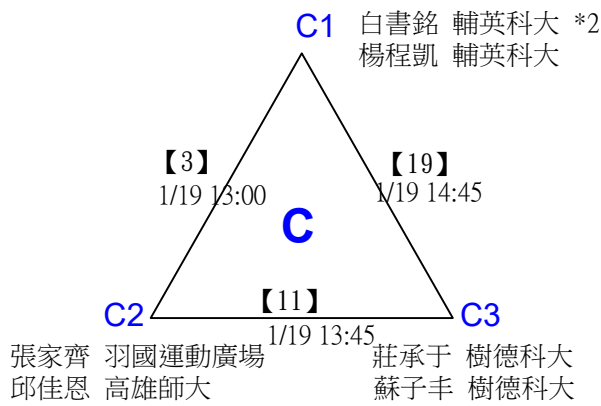 C1 白書銘 輔英科大 *2
楊程凱 輔英科大
【3】
1/19 13:00
【19】
1/19 14:45
C
【11】
1/19 13:45
C2
C3
張家齊 羽國運動廣場
邱佳恩 高雄師大
莊承于 樹德科大
蘇子丰 樹德科大